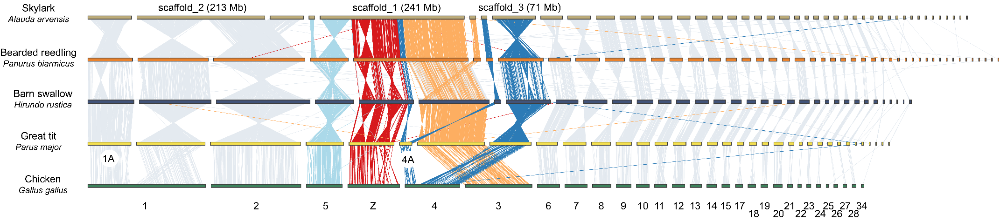 Skylark
Alauda arvensis
scaffold_2 (213 Mb)
scaffold_1 (241 Mb)
scaffold_3 (71 Mb)
Bearded reedling
Panurus biarmicus
Barn swallow
Hirundo rustica
Great tit
Parus major
1A
4A
Chicken
Gallus gallus
1 2 5 Z 4 3 6 7 8 9 10 11 12 13 14 15 17 19 21 23 25 27 34
18 20 22 24 26 28